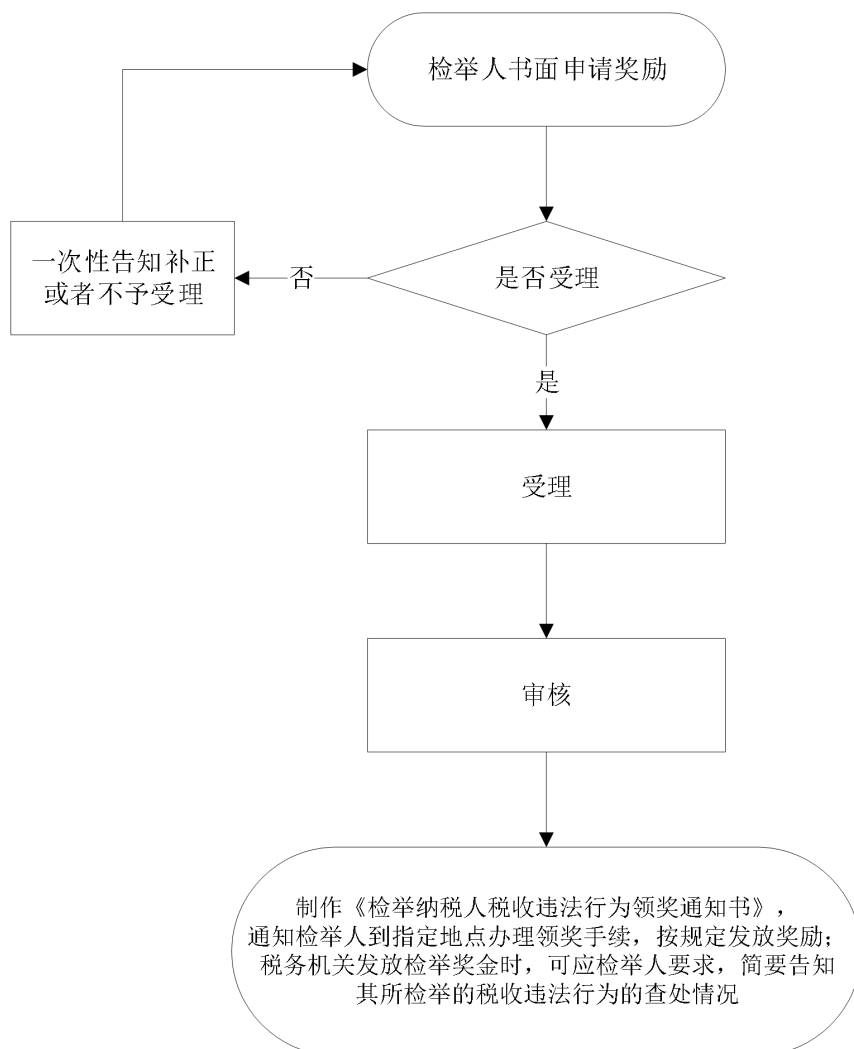 检举人书面申请奖励
一次性告知补正
或者不予受理
否
是否受理
是
受理
审核
制作《检举纳税人税收违法行为领奖通知书》，
通知检举人到指定地点办理领奖手续，按规定发放奖励；
税务机关发放检举奖金时，可应检举人要求，简要告知
其所检举的税收违法行为的查处情况